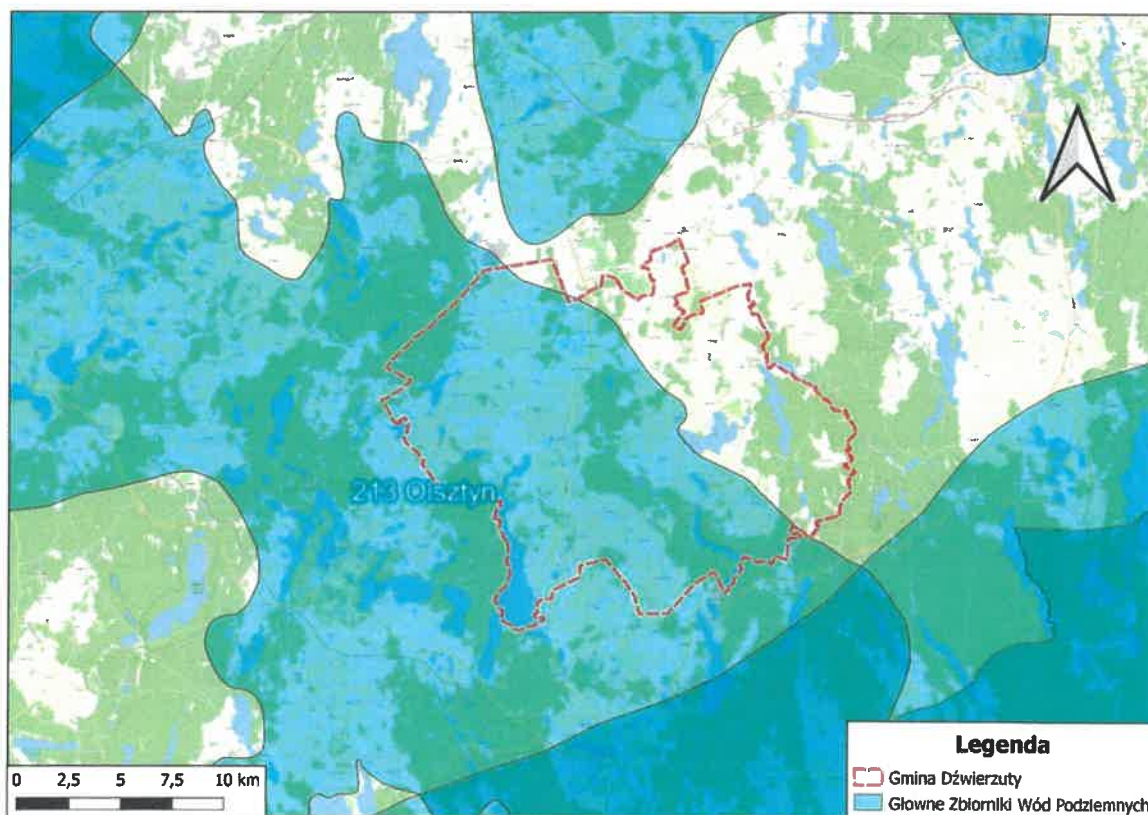 213 Olsztyn
0 2,5 5 7,5 10 km
Legenda
Gmina Dźwierzuty
Głowne Zbiorniki Wód Podziemnych